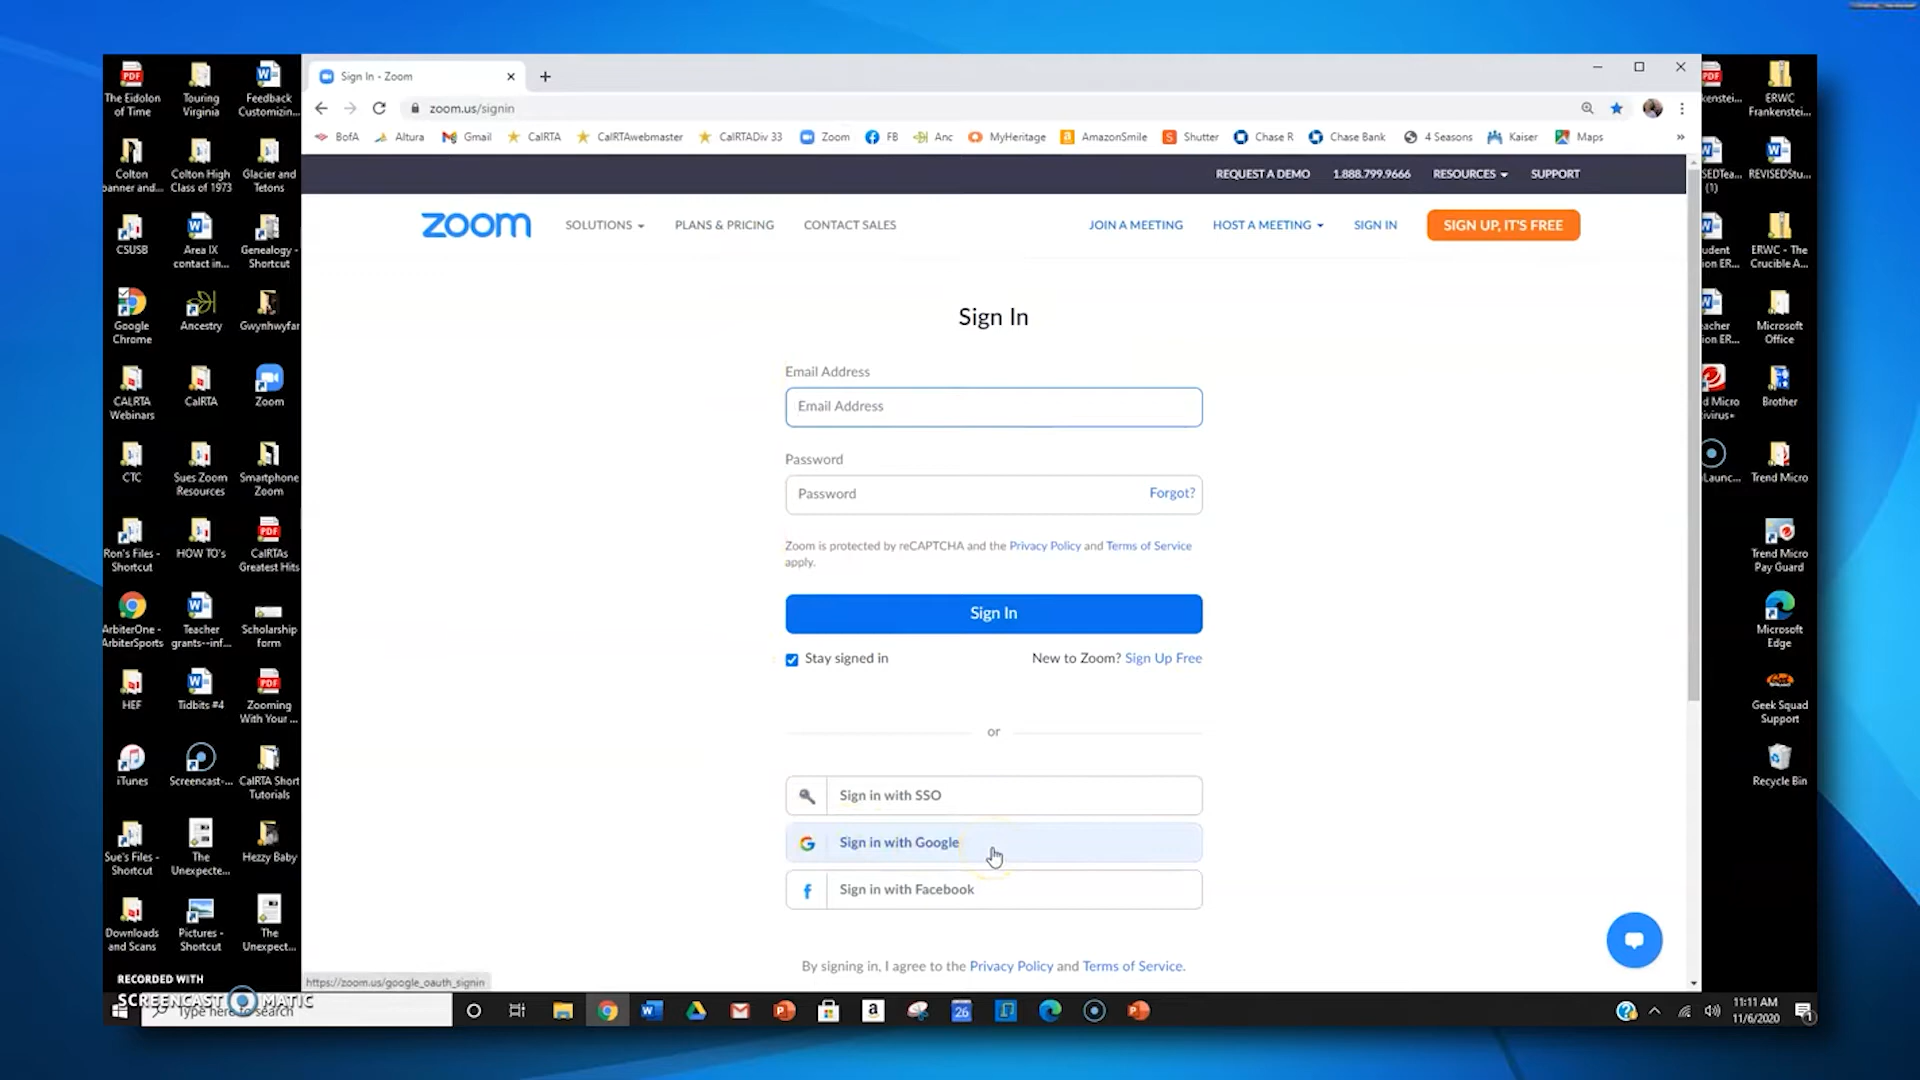 Sign In - Zoom
zoom.us/signin
BofA Altura Gmail CalRTA CalRTAwebmaster CalRTADiv 33 Zoom FB Anc MyHeritage AmazonSmile Shutter Chase R Chase Bank 4 Seasons Kaiser Maps
REQUEST A DEMO 1.888.799.9666 RESOURCES SUPPORT
zoom SOLUTIONS PLANS & PRICING CONTACT SALES JOIN A MEETING HOST A MEETING SIGN IN SIGN UP, IT'S FREE
Sign In
Email Address
Email Address
Password
Password Forgot?
Zoom is protected by reCAPTCHA and the Privacy Policy and Terms of Service
apply.
Sign In
Stay signed in New to Zoom? Sign Up Free
or
Sign in with SSO
Sign in with Google
Sign in with Facebook
By signing in, I agree to the Privacy Policy and Terms of Service.
https://zoom.us/google_oauth_signin
The Eidolon
of Time
Touring
Virginia
Feedback
Customizin...
Colton
banner and...
Colton High
Class of 1973
Glacier and
Tetons
CSUSB
Area IX
contact in...
Genealogy -
Shortcut
Google
Chrome
Ancestry
Gwynhwyfar
CALRTA
Webinars
CalRTA
Zoom
CTC
Sues Zoom
Resources
Smartphone
Zoom
Ron's Files -
Shortcut
HOW TO's
CalRTAs
Greatest Hits
ArbiterOne -
ArbiterSports
Teacher
grants--inf...
Scholarship
form
HEF
Tidbits #4
Zooming
With Your ...
iTunes
Screencast-...
CalRTA Short
Tutorials
Sue's Files -
Shortcut
The
Unexpecte...
Hezzy Baby
Downloads
and Scans
Pictures -
Shortcut
The
Unexpect...
ERWC
Frankenstei...
(1)
REVISEDStu...
ERWC - The
Crucible A...
Microsoft
Office
Brother
Trend Micro
Trend Micro
Pay Guard
Microsoft
Edge
Geek Squad
Support
Recycle Bin
RECORDED WITH
SCREENCAST MATIC
Type here to search
26
11:11 AM
11/6/2020